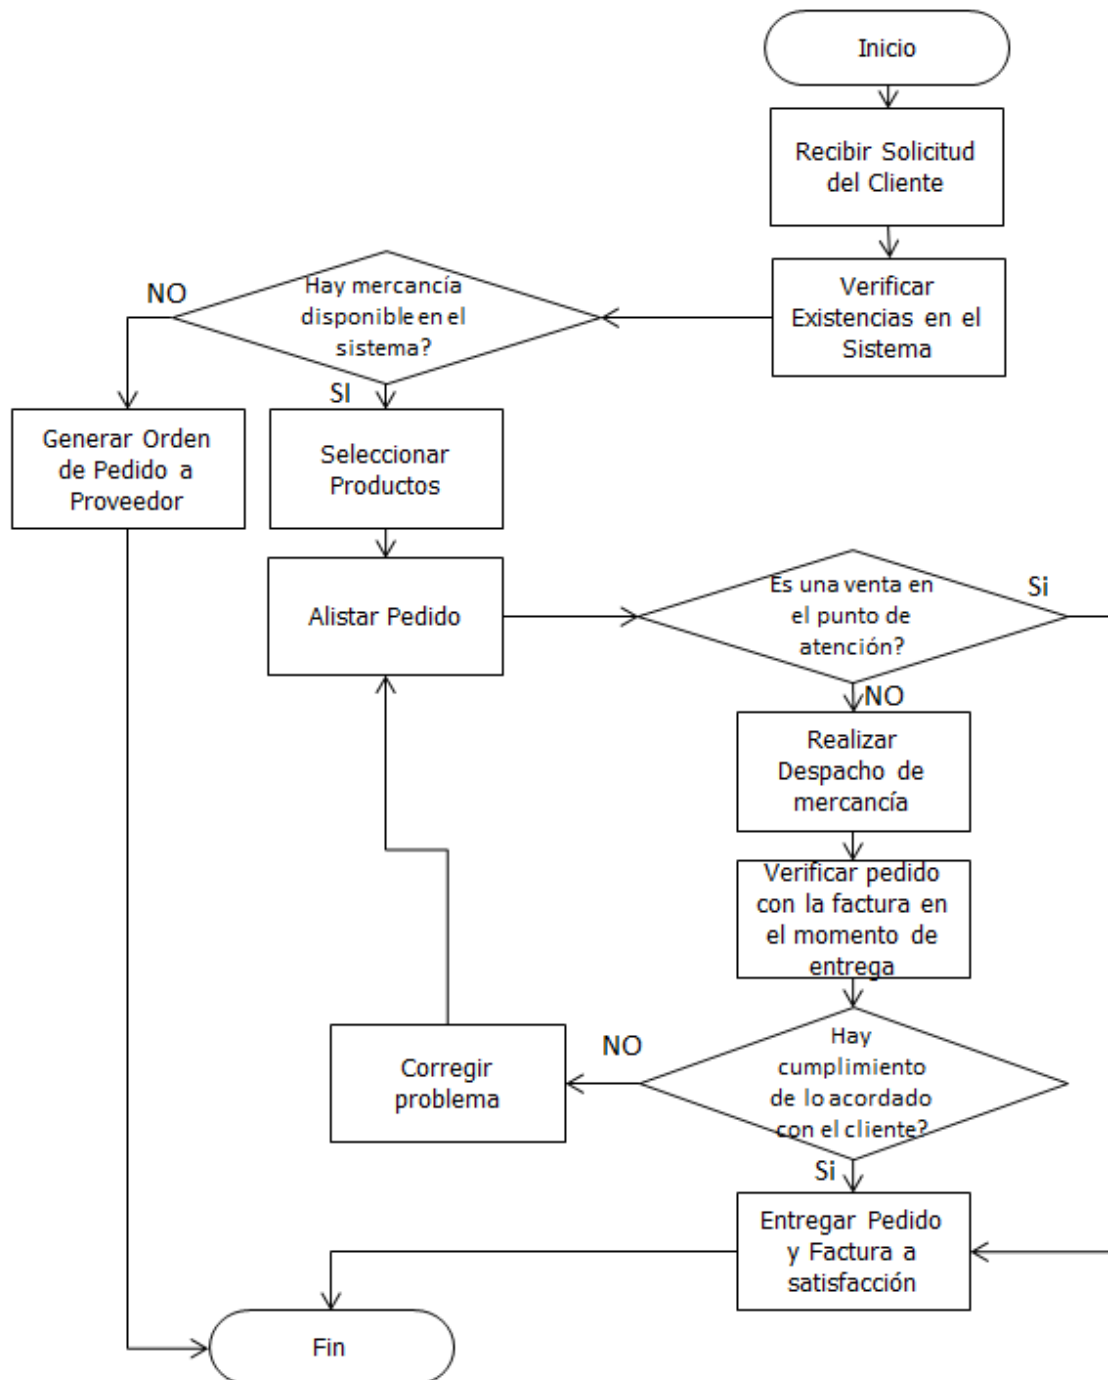 Inicio
Recibir Solicitud
del Cliente
Verificar
Existencias en el
Sistema
Hay mercancía
disponible en el
sistema?
NO
SI
Generar Orden
de Pedido a
Proveedor
Seleccionar
Productos
Alistar Pedido
Es una venta en
el punto de
atención?
Si
NO
Realizar
Despacho de
mercancía
Verificar pedido
con la factura en
el momento de
entrega
Hay
cumplimiento
de lo acordado
con el cliente?
NO
Corregir
problema
Si
Entregar Pedido
y Factura a
satisfacción
Fin